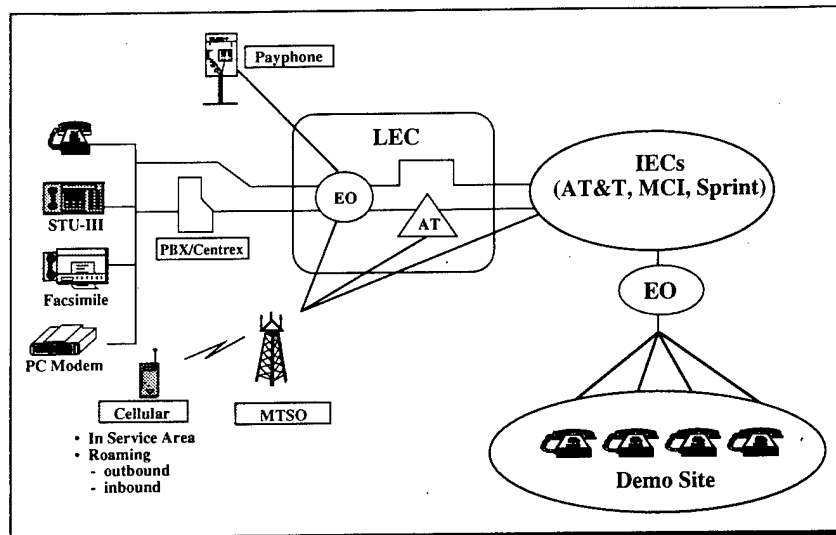 Payphone
LEC
IECs
(AT&T, MCI, Sprint)
EO
AT
STU-III
PBX/Centrex
EO
Facsimile
PC Modem
Cellular
MTSO
• In Service Area
• Roaming
- outbound
- inbound
Demo Site